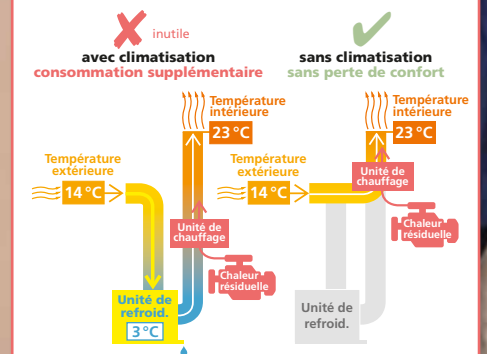 inutile
avec climatisation
consommation supplémentaire
Température
intérieure
23 °C
Température
extérieure
14 °C
Unité de
chauffage
Chaleur
résiduelle
Unité de
refroid.
3 °C
sans climatisation
sans perte de confort
Température
intérieure
23 °C
Température
extérieure
14 °C
Unité de
chauffage
Chaleur
résiduelle
Unité de
refroid.